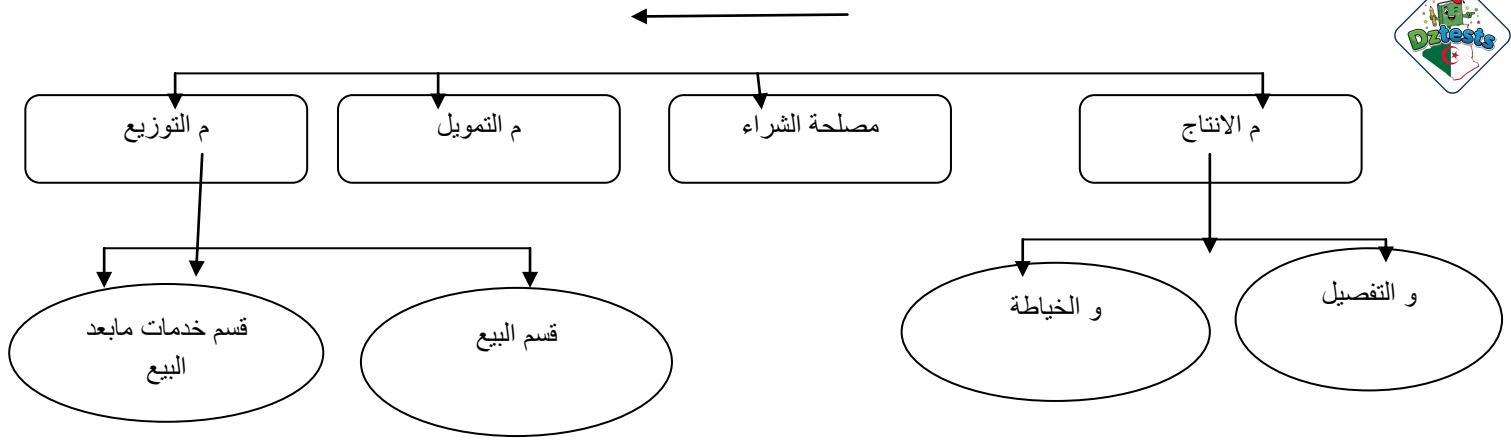 Dztests
م الانتاج
مصلحة الشراء
م التمويل
م التوزيع
و التفصيل
و الخياطة
قسم البيع
قسم خدمات مابعد
البيع